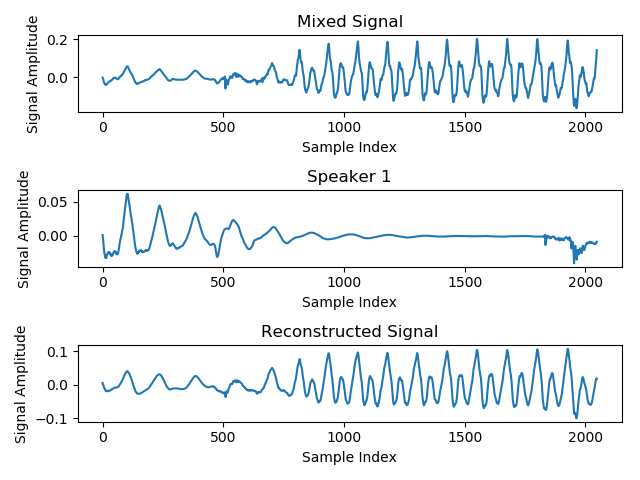 Mixed Signal
Signal Amplitude
0.2
0.0
0 500 1000 1500 2000
Sample Index
Speaker 1
Signal Amplitude
0.05
0.00
0 500 1000 1500 2000
Sample Index
Reconstructed Signal
Signal Amplitude
0.1
0.0
−0.1
0 500 1000 1500 2000
Sample Index